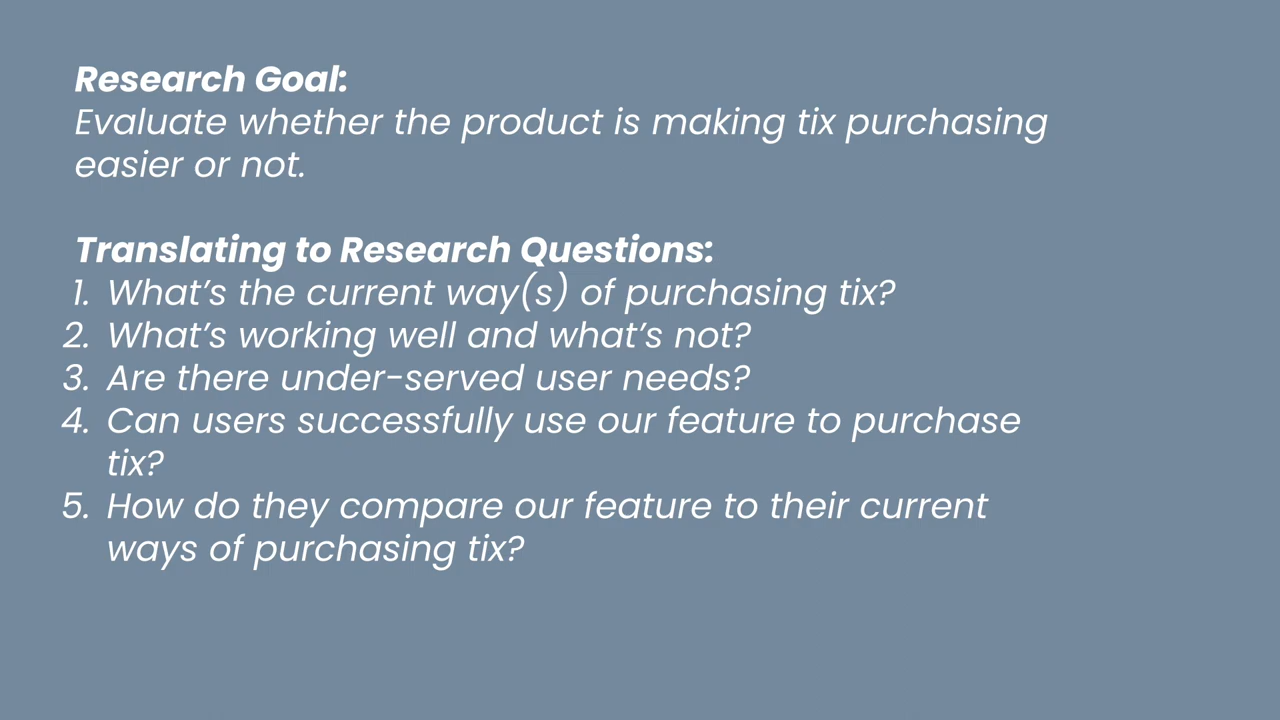 Research Goal:
Evaluate whether the product is making tix purchasing
easier or not.
Translating to Research Questions:
1. What's the current way(s) of purchasing tix?
2. What's working well and what's not?
3. Are there under-served user needs?
4. Can users successfully use our feature to purchase
tix?
5. How do they compare our feature to their current
ways of purchasing tix?